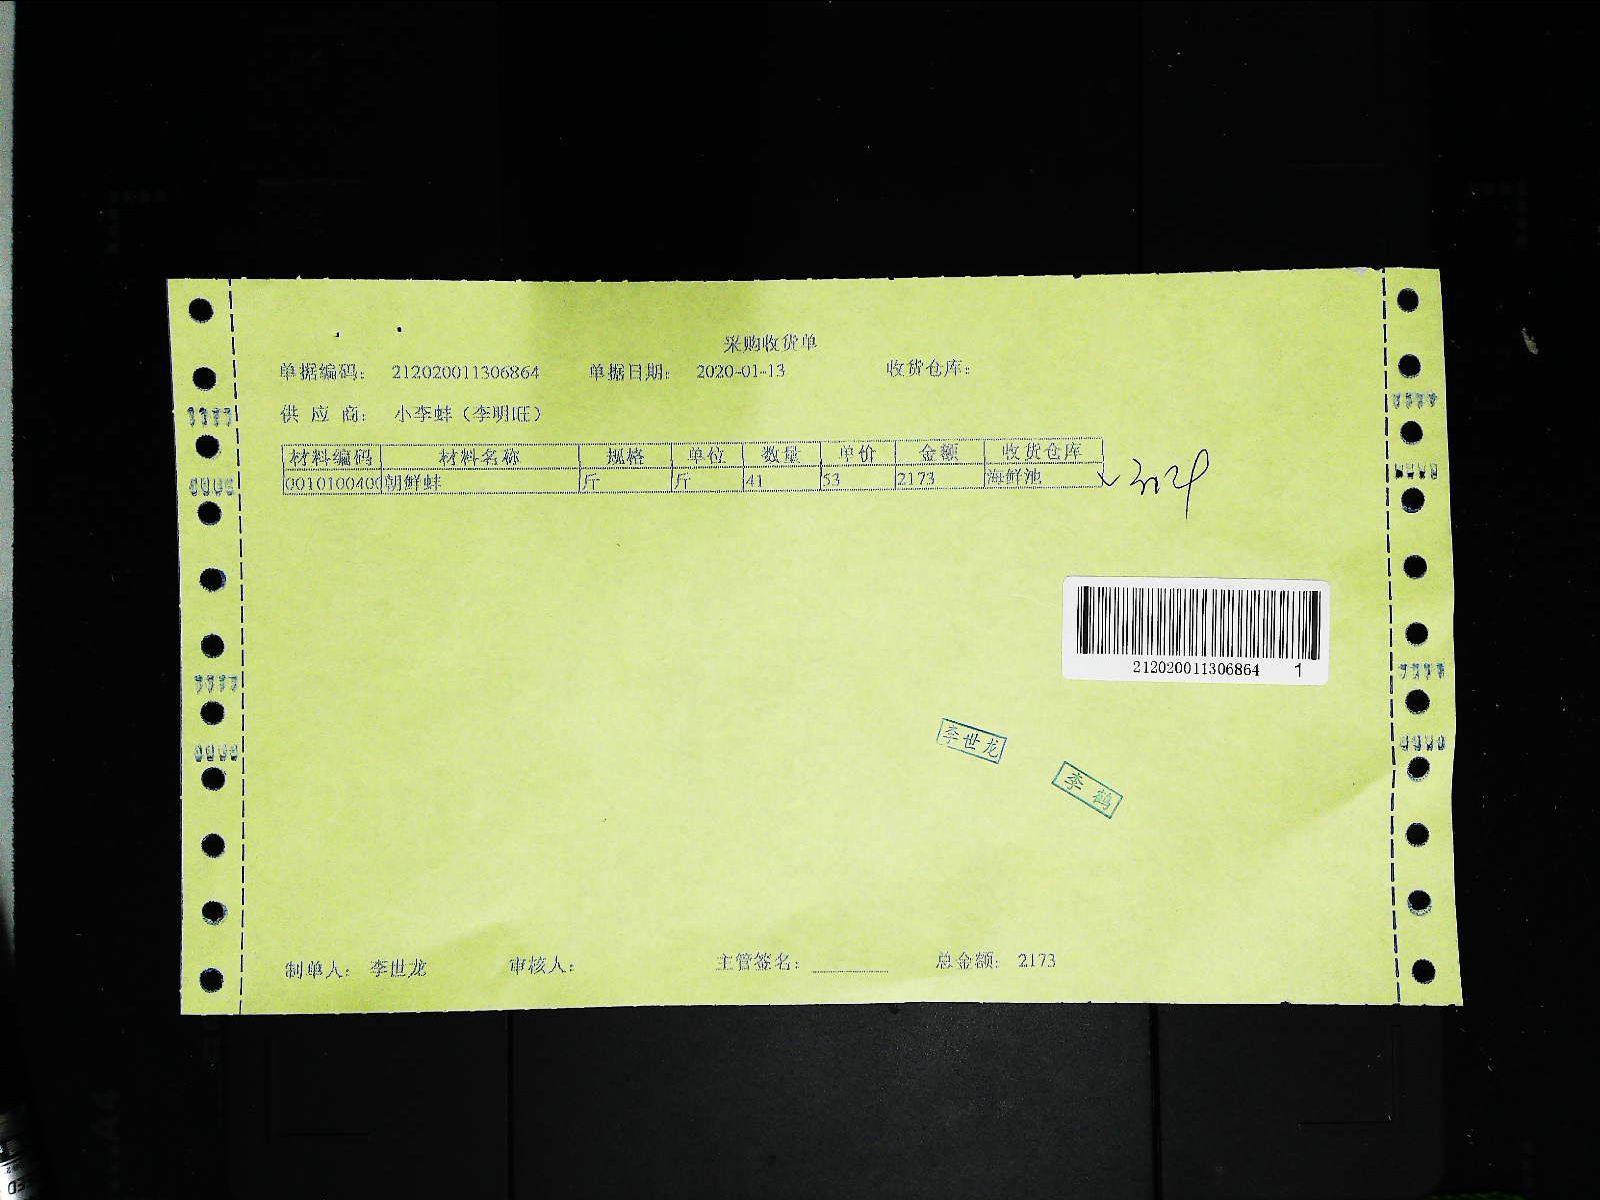 采购收货单
单据编码： 212020011306864 单据日期： 2020-01-13 收货仓库：
供 应 商： 小李蚌（李明旺）
材料编码 材料名称 规格 单位 数量 单价 金额 收货仓库
0010100400 朝鲜蚌 斤 斤 41 53 2173 海鲜池
212020011306864 1
李世龙
李鹤
制单人： 李世龙 审核人： 主管签名： 总金额： 2173